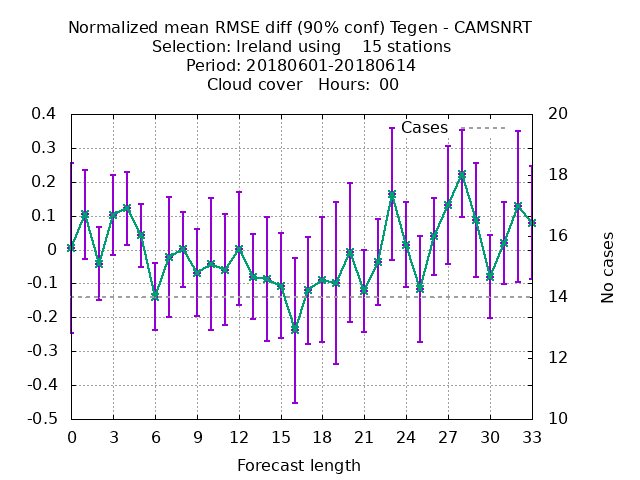 Normalized mean RMSE diff (90% conf) Tegen - CAMSNRT
Selection: Ireland using    15 stations
Period: 20180601-20180614
Cloud cover   Hours:  00
Cases
0.4
0.3
0.2
0.1
0
-0.1
-0.2
-0.3
-0.4
-0.5
20
18
16
14
12
10
No cases
0 3 6 9 12 15 18 21 24 27 30 33
Forecast length